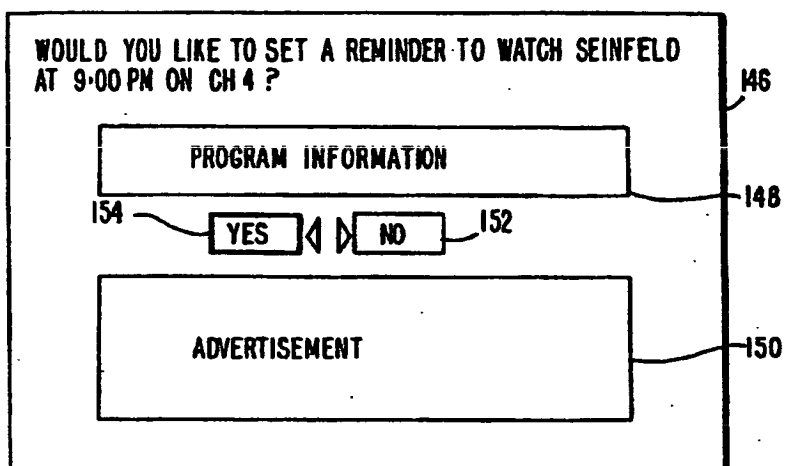 WOULD YOU LIKE TO SET A REMINDER TO WATCH SEINFELD
AT 9:00 PM ON CH 4 ?
146
PROGRAM INFORMATION
148
154
YES
NO
152
ADVERTISEMENT
150